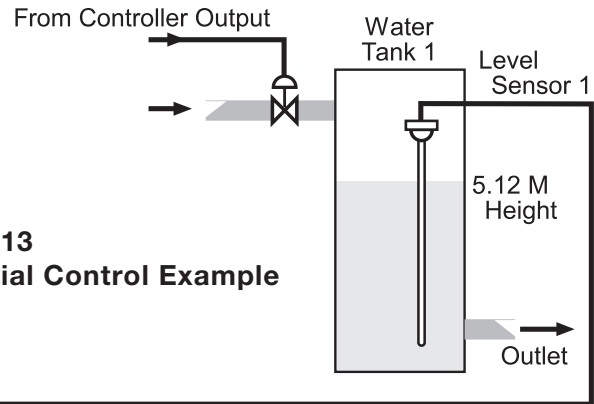 From Controller Output
Water
Tank 1
Level
Sensor 1
5.12 M
Height
13
ial Control Example
Outlet